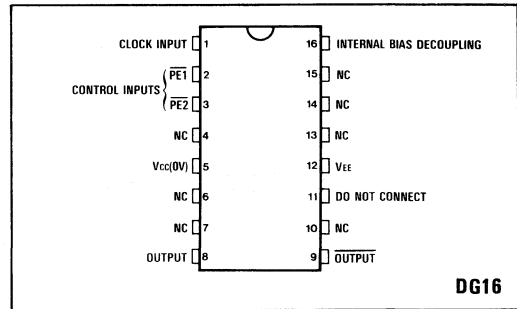 CLOCK INPUT 1 16 INTERNAL BIAS DECOUPLING
PE1 2 15 NC
CONTROL INPUTS
PE2 3 14 NC
NC 4 13 NC
Vcc(0V) 5 12 VEE
NC 6 11 DO NOT CONNECT
NC 7 10 NC
OUTPUT 8 9 OUTPUT
DG16